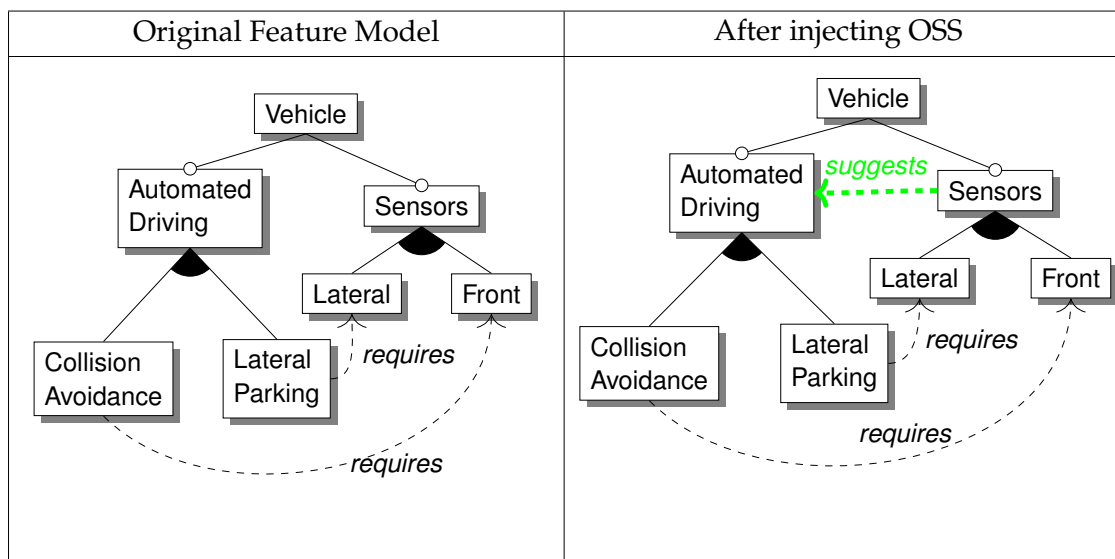 Original Feature Model
After injecting OSS
Vehicle
Automated
Driving
Sensors
Lateral
Front
Collision
Avoidance
Lateral
Parking
requires
requires
Vehicle
suggests
Automated
Driving
Sensors
Lateral
Front
Collision
Avoidance
Lateral
Parking
requires
requires